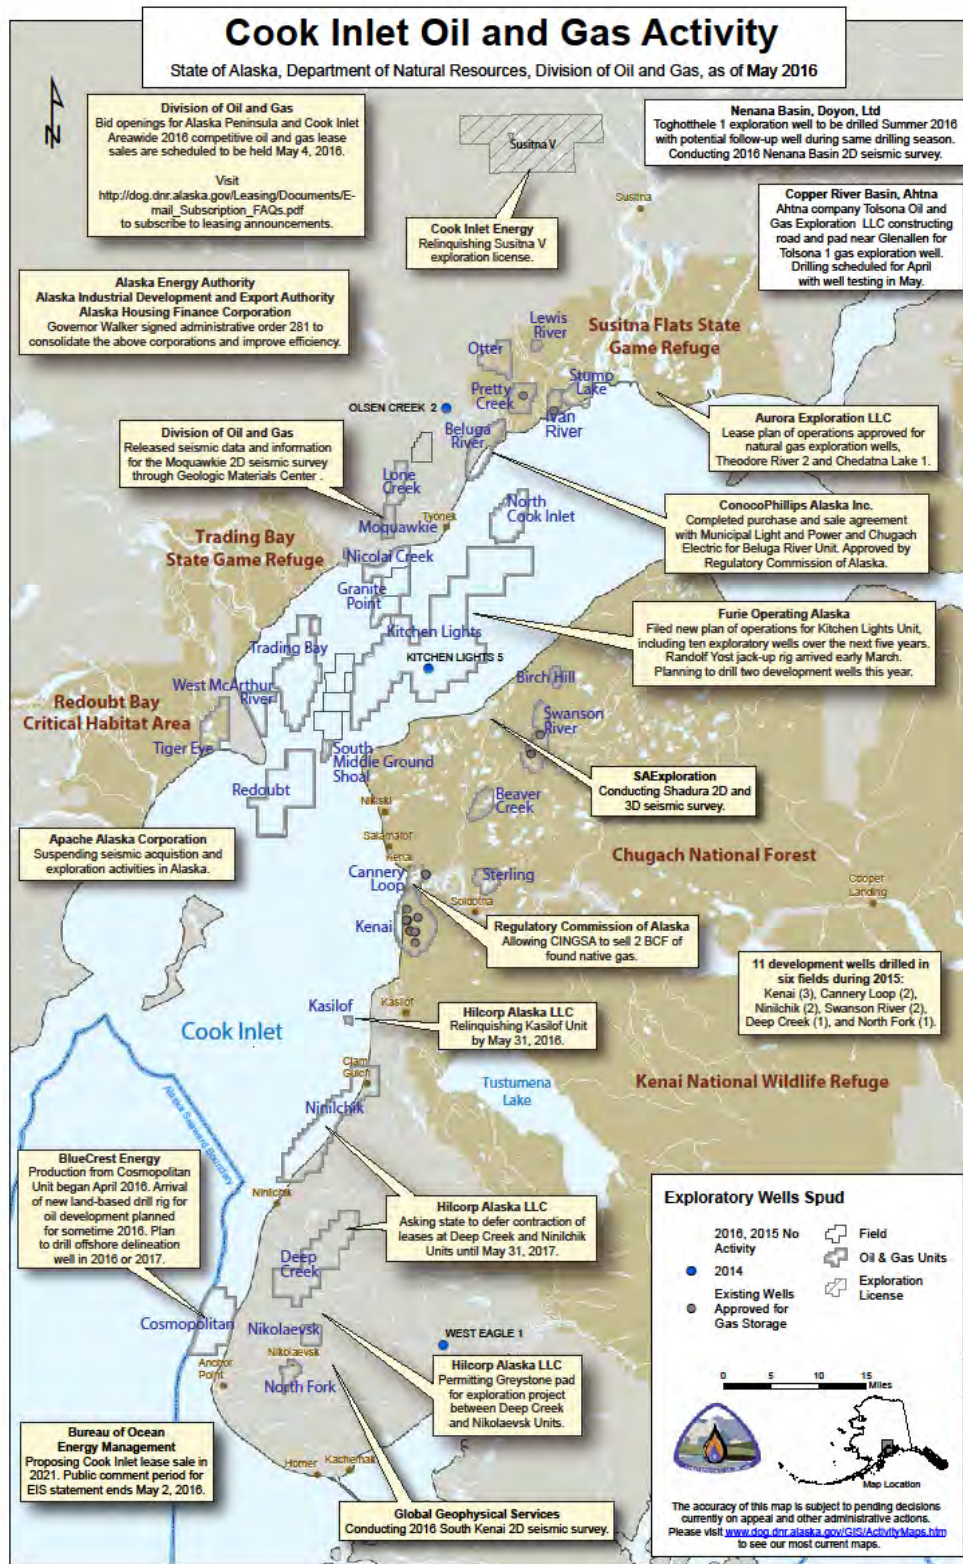 Cook Inlet Oil and Gas Activity
State of Alaska, Department of Natural Resources, Division of Oil and Gas, as of May 2016
N
Division of Oil and Gas
Bid openings for Alaska Peninsula and Cook Inlet
Areawide 2016 competitive oil and gas lease
sales are scheduled to be held May 4, 2016.
Visit
http://dog.dnr.alaska.gov/Leasing/Documents/E-
mail_Subscription_FAQs.pdf
to subscribe to leasing announcements.
Susitna V
Nenana Basin, Doyon, Ltd
Toghotthele 1 exploration well to be drilled Summer 2016
with potential follow-up well during same drilling season.
Conducting 2016 Nenana Basin 2D seismic survey.
Susitna
Copper River Basin, Ahtna
Ahtna company Tolsona Oil and
Gas Exploration LLC constructing
road and pad near Glenallen for
Tolsona 1 gas exploration well.
Drilling scheduled for April
with well testing in May.
Cook Inlet Energy
Relinquishing Susitna V
exploration license.
Alaska Energy Authority
Alaska Industrial Development and Export Authority
Alaska Housing Finance Corporation
Governor Walker signed administrative order 281 to
consolidate the above corporations and improve efficiency.
Lewis
River
Susitna Flats State
Game Refuge
Otter
Stump
Lake
Pretty
Creek
OLSEN CREEK 2
Ivan
River
Beluga
River
Aurora Exploration LLC
Lease plan of operations approved for
natural gas exploration wells,
Theodore River 2 and Chedatna Lake 1.
Division of Oil and Gas
Released seismic data and information
for the Moquawkie 2D seismic survey
through Geologic Materials Center .
Lone
Creek
North
Cook Inlet
Moquawkie
Tyonek
ConocoPhillips Alaska Inc.
Completed purchase and sale agreement
with Municipal Light and Power and Chugach
Electric for Beluga River Unit. Approved by
Regulatory Commission of Alaska.
Trading Bay
State Game Refuge
Nicolai Creek
Granite
Point
Kitchen Lights
Furie Operating Alaska
Filed new plan of operations for Kitchen Lights Unit,
including ten exploratory wells over the next five years.
Randolf Yost jack-up rig arrived early March.
Planning to drill two development wells this year.
Trading Bay
KITCHEN LIGHTS 5
Birch Hill
West McArthur
River
Redoubt Bay
Critical Habitat Area
Swanson
River
Tiger Eye
South
Middle Ground
Shoal
SAExploration
Conducting Shadura 2D and
3D seismic survey.
Redoubt
Beaver
Creek
Nikiski
Salamatof
Kenai
Apache Alaska Corporation
Suspending seismic acquistion and
exploration activities in Alaska.
Chugach National Forest
Cannery
Loop
Sterling
Cooper
Landing
Soldotna
Kenai
Regulatory Commission of Alaska
Allowing CINGSA to sell 2 BCF of
found native gas.
11 development wells drilled in
six fields during 2015:
Kenai (3), Cannery Loop (2),
Ninilchik (2), Swanson River (2),
Deep Creek (1), and North Fork (1).
Kasilof
Kasilof
Hilcorp Alaska LLC
Relinquishing Kasilof Unit
by May 31, 2016.
Cook Inlet
Clam
Gulch
Tustumena
Lake
Kenai National Wildlife Refuge
Ninilchik
Alaska Seaward Boundary
BlueCrest Energy
Production from Cosmopolitan
Unit began April 2016. Arrival
of new land-based drill rig for
oil development planned
for sometime 2016. Plan
to drill offshore delineation
well in 2016 or 2017.
Ninilchik
Hilcorp Alaska LLC
Asking state to defer contraction of
leases at Deep Creek and Ninilchik
Units until May 31, 2017.
Deep
Creek
Cosmopolitan
Nikolaevsk
WEST EAGLE 1
Nikolaevsk
Anchor
Point
North Fork
Hilcorp Alaska LLC
Permitting Greystone pad
for exploration project
between Deep Creek
and Nikolaevsk Units.
Bureau of Ocean
Energy Management
Proposing Cook Inlet lease sale in
2021. Public comment period for
EIS statement ends May 2, 2016.
Homer
Kachemak
Global Geophysical Services
Conducting 2016 South Kenai 2D seismic survey.
Exploratory Wells Spud
2016, 2015 No
Activity
2014
Existing Wells
Approved for
Gas Storage
Field
Oil & Gas Units
Exploration
License
0 5 10 15
Miles
Map Location
The accuracy of this map is subject to pending decisions
currently on appeal and other administrative actions.
Please visit www.dog.dnr.alaska.gov/GIS/ActivityMaps.htm
to see our most current maps.